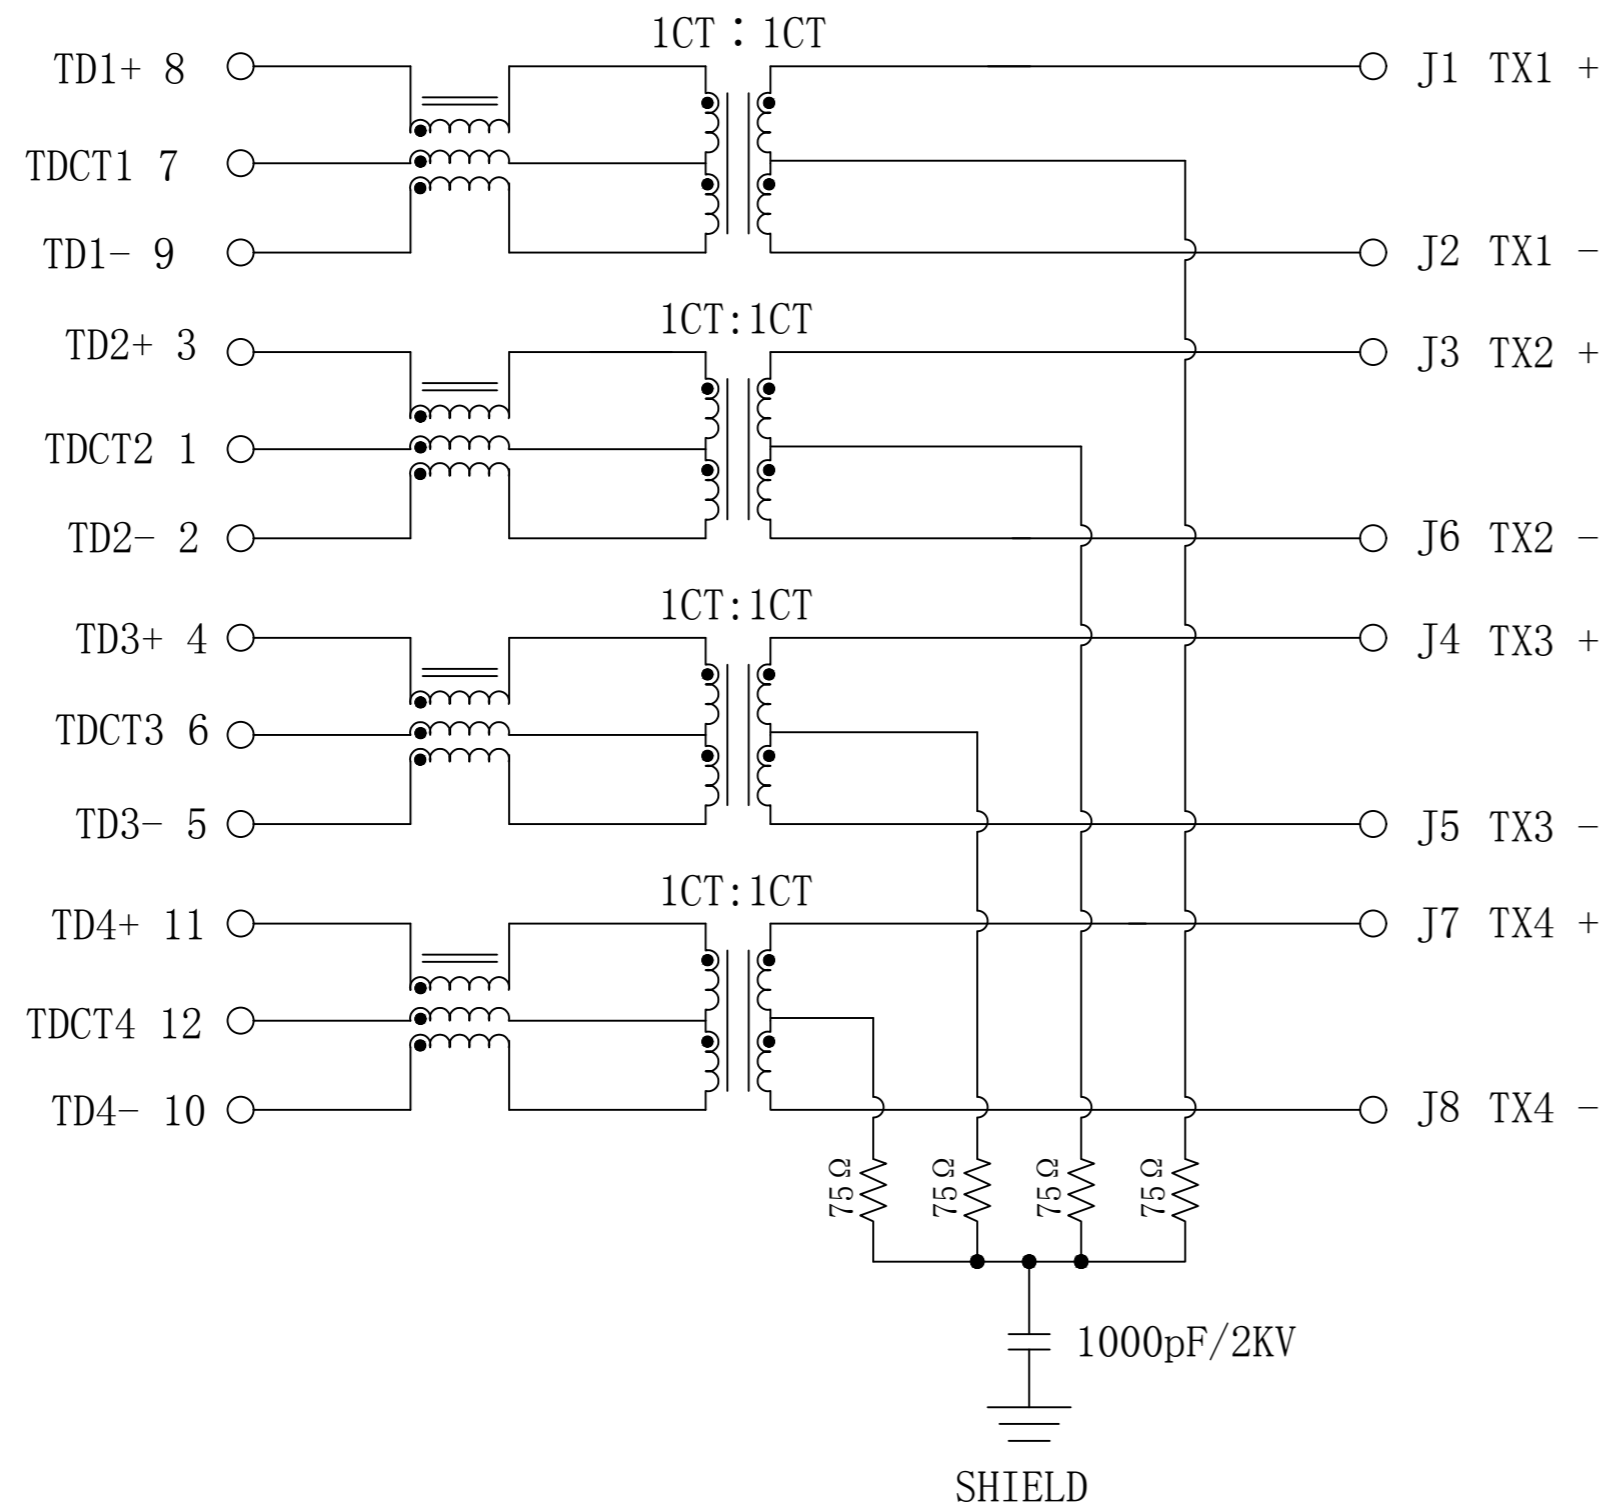 1CT : 1CT
TD1+ 8
J1 TX1 +
TDCT1 7
TD1- 9
J2 TX1 -
1CT:1CT
TD2+ 3
J3 TX2 +
TDCT2 1
TD2- 2
J6 TX2 -
1CT:1CT
TD3+ 4
J4 TX3 +
TDCT3 6
TD3- 5
J5 TX3 -
1CT:1CT
TD4+ 11
J7 TX4 +
TDCT4 12
TD4- 10
J8 TX4 -
75Ω
75Ω
75Ω
75Ω
1000pF/2KV
SHIELD